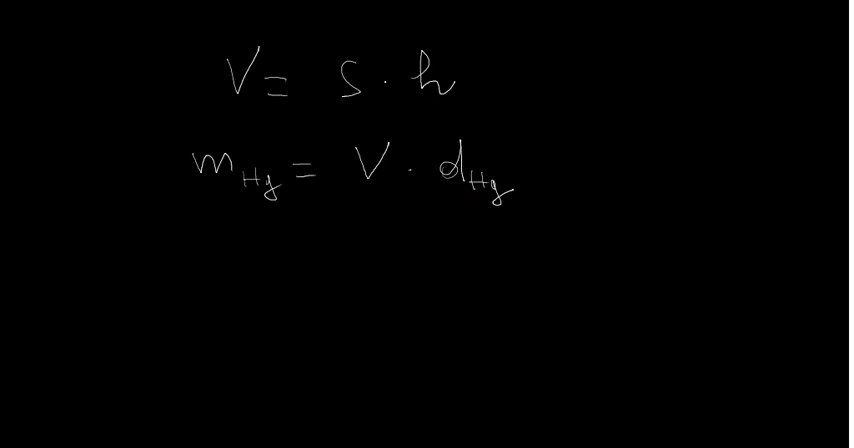 V = S · h
m_Hg = V · d_Hg